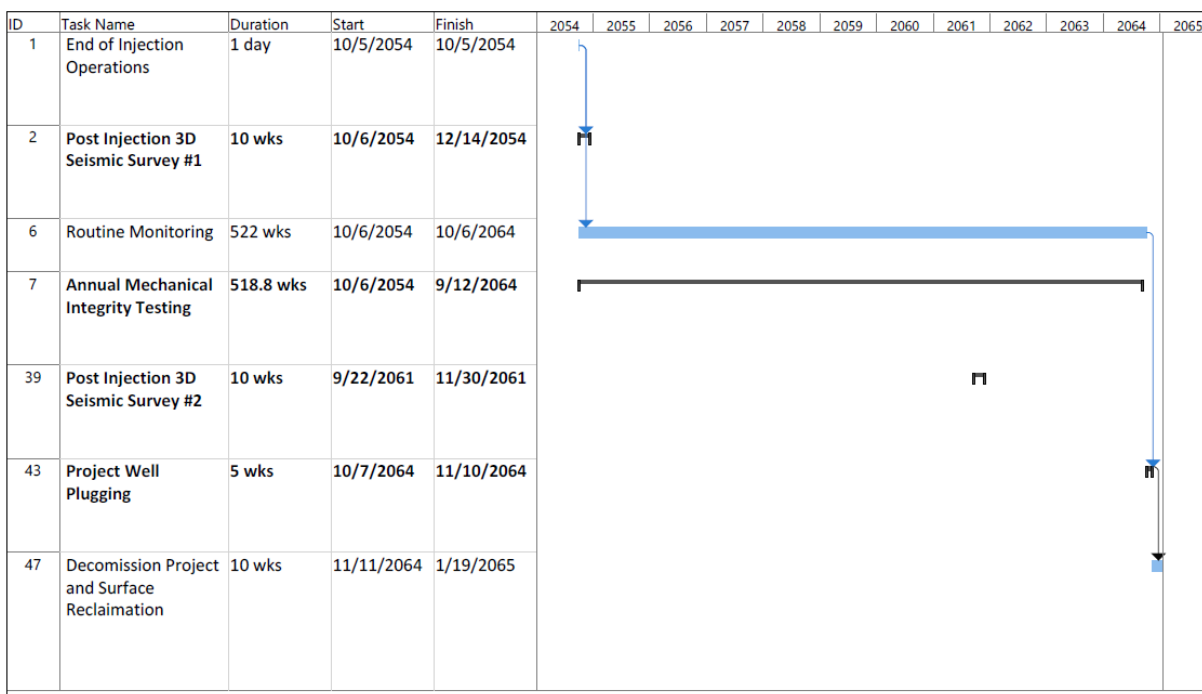 ID Task Name Duration Start Finish 2054 2055 2056 2057 2058 2059 2060 2061 2062 2063 2064 2065
1 End of Injection 1 day 10/5/2054 10/5/2054
Operations
2 Post Injection 3D 10 wks 10/6/2054 12/14/2054
Seismic Survey #1
6 Routine Monitoring 522 wks 10/6/2054 10/6/2064
7 Annual Mechanical 518.8 wks 10/6/2054 9/12/2064
Integrity Testing
39 Post Injection 3D 10 wks 9/22/2061 11/30/2061
Seismic Survey #2
43 Project Well 5 wks 10/7/2064 11/10/2064
Plugging
47 Decomission Project 10 wks 11/11/2064 1/19/2065
and Surface
Reclaimation